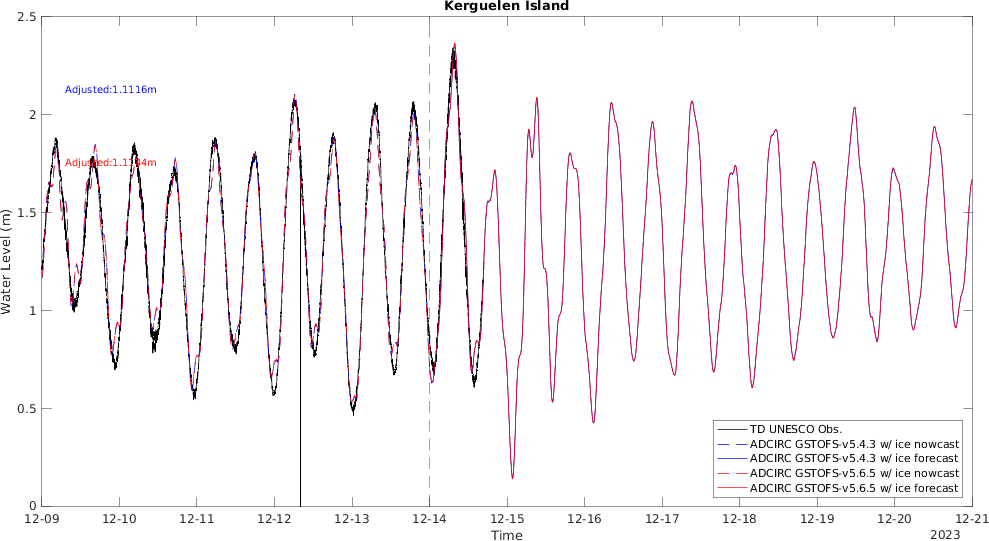 Kerguelen Island
2.5
2
1.5
1
0.5
0
Water Level (m)
Adjusted:1.1116m
TD UNESCO Obs.
ADCIRC GSTOFS-v5.4.3 w/ ice nowcast
ADCIRC GSTOFS-v5.4.3 w/ ice forecast
ADCIRC GSTOFS-v5.6.5 w/ ice nowcast
ADCIRC GSTOFS-v5.6.5 w/ ice forecast
12-09 12-10 12-11 12-12 12-13 12-14 12-15 12-16 12-17 12-18 12-19 12-20 12-21
Time
2023